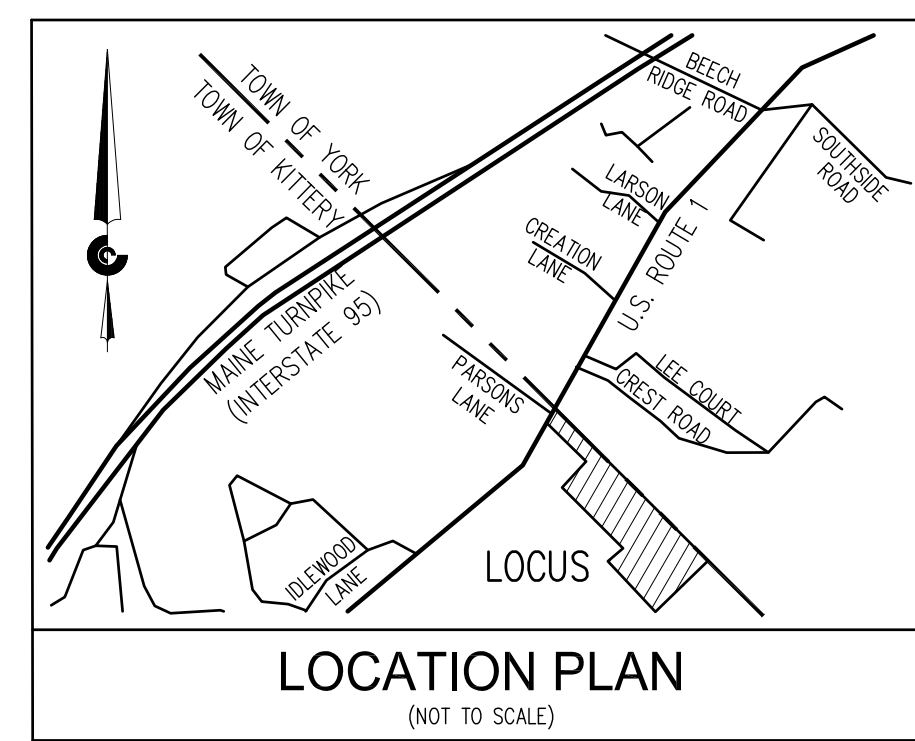 TOWN OF YORK
TOWN OF KITTERY
BEECH
RIDGE ROAD
SOUTHSIDE
ROAD
LARSON
LANE
CREATION
LANE
U.S. ROUTE 1
MAINE TURNPIKE
(INTERSTATE 95)
PARSONS
LANE
LEE COURT
CREST ROAD
IDLEWOOD
LANE
LOCUS
LOCATION PLAN
(NOT TO SCALE)